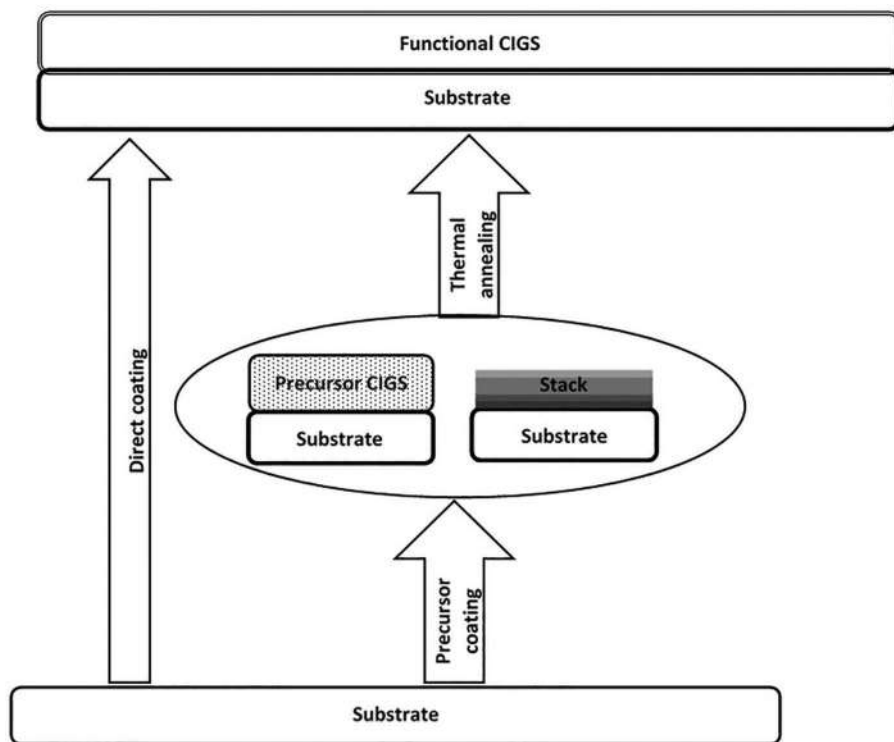 Functional CIGS
Substrate
Direct coating
Thermal
annealing
Precursor CIGS
Stack
Substrate
Substrate
Precursor
coating
Substrate